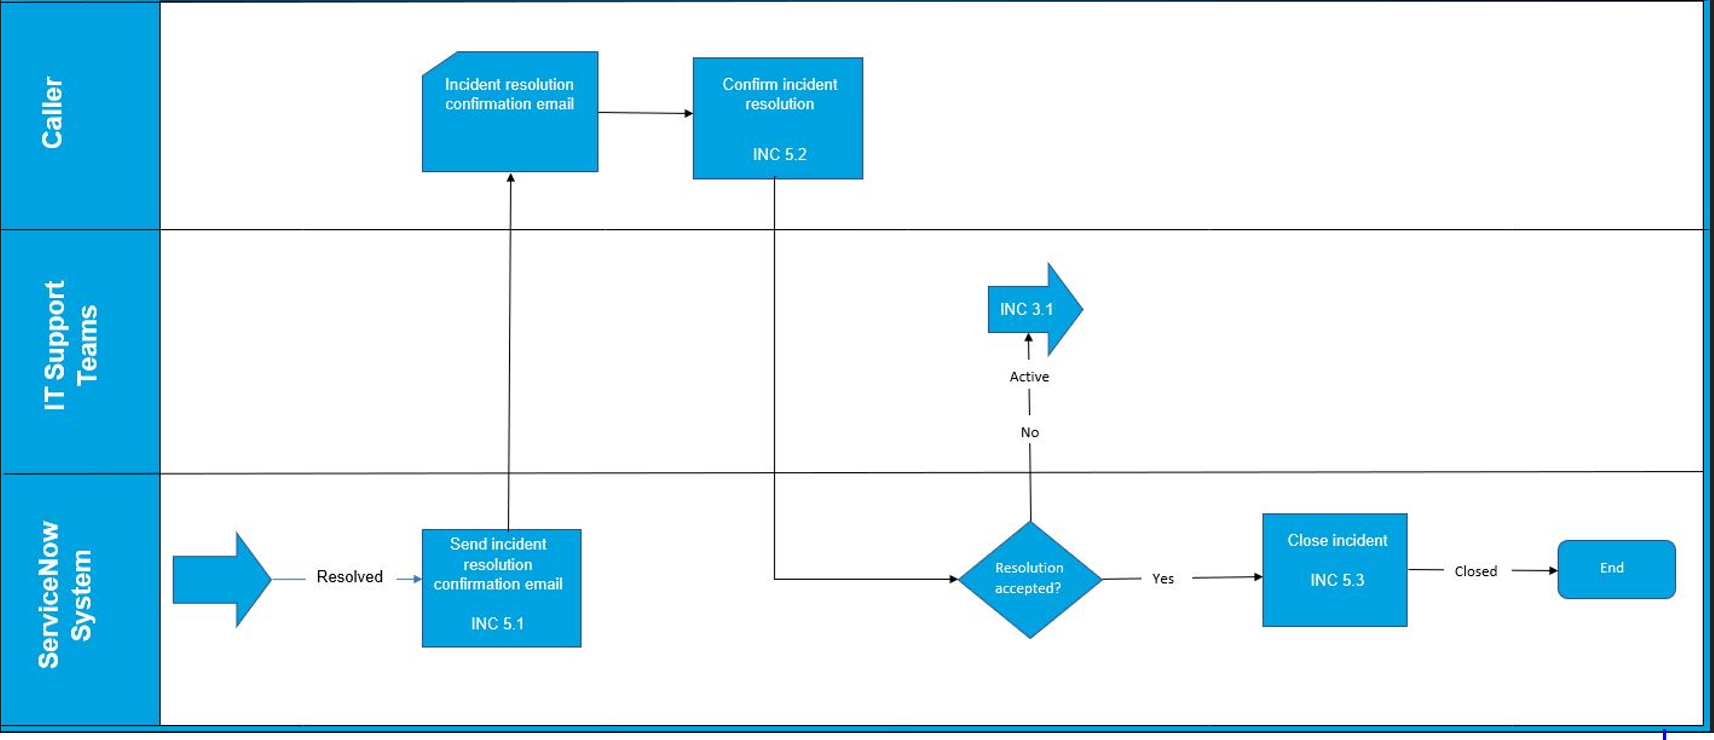 Caller
Incident resolution
confirmation email
Confirm incident
resolution
INC 5.2
IT Support
Teams
INC 3.1
Active
No
ServiceNow
System
Resolved
Send incident
resolution
confirmation email
INC 5.1
Resolution
accepted?
Yes
Close incident
INC 5.3
Closed
End